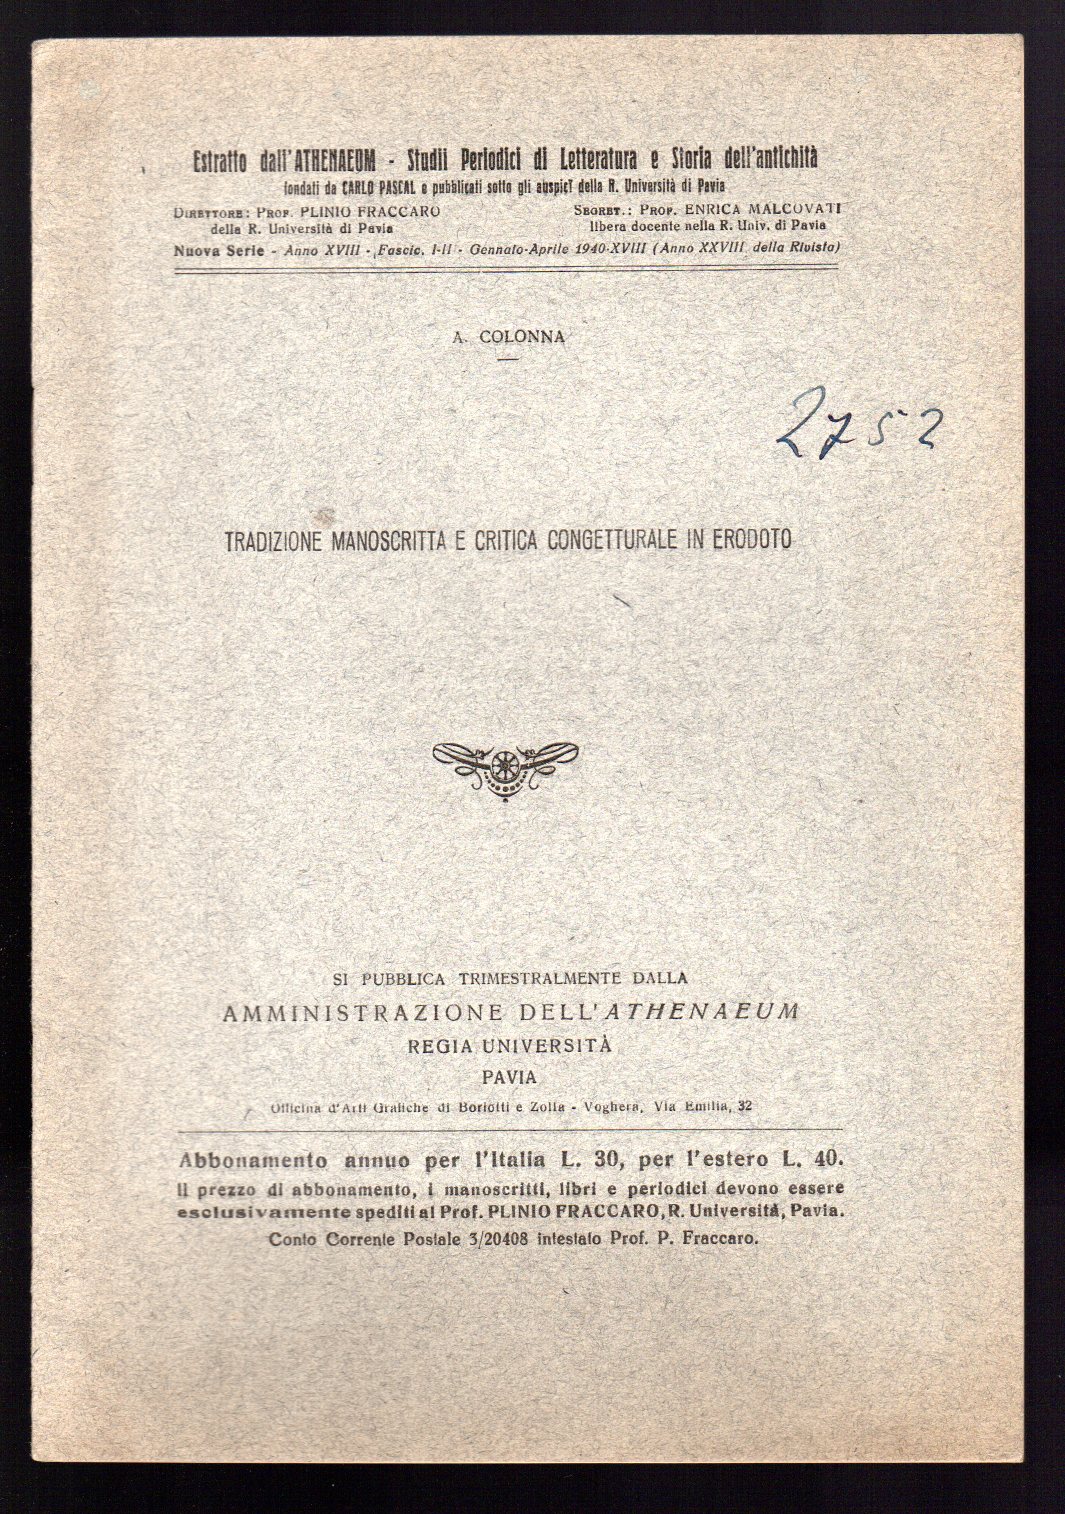 Estratto dall'ATHENAEUM - Studii Periodici di Letteratura e Storia dell'antichità
fondati da CARLO PASCAL e pubblicati sotto gli auspici della R. Università di Pavia
DIRETTORE: PROF. PLINIO FRACCARO
della R. Università di Pavia
SEGRET.: PROF. ENRICA MALCOVATI
libera docente nella R. Univ. di Pavia
Nuova Serie - Anno XVIII - Fascic. I-II - Gennaio-Aprile 1940-XVIII (Anno XXVIII della Rivista)
A. COLONNA
2752
TRADIZIONE MANOSCRITTA E CRITICA CONGETTURALE IN ERODOTO
SI PUBBLICA TRIMESTRALMENTE DALLA
AMMINISTRAZIONE DELL'ATHENAEUM
REGIA UNIVERSITÀ
PAVIA
Officina d'Arti Grafiche di Boriotti e Zolla - Voghera, Via Emilia, 32
Abbonamento annuo per l'Italia L. 30, per l'estero L. 40.
Il prezzo di abbonamento, i manoscritti, libri e periodici devono essere
esclusivamente spediti al Prof. PLINIO FRACCARO, R. Università, Pavia.
Conto Corrente Postale 3/20408 intestato Prof. P. Fraccaro.